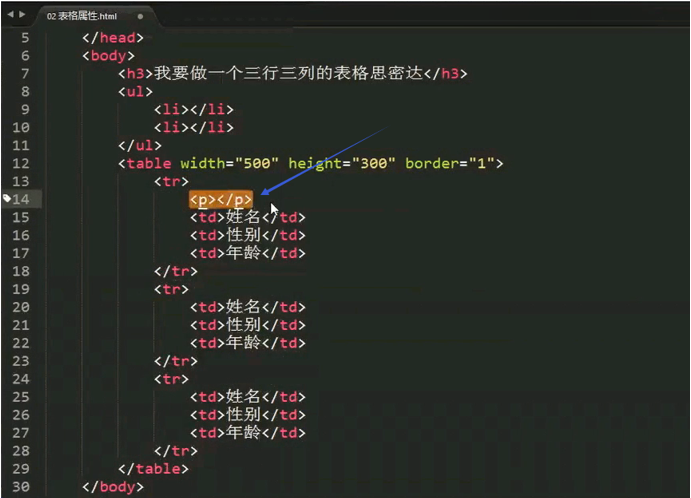 02 表格属性.html
5 </head>
6 <body>
7 <h3>我要做一个三行三列的表格思密达</h3>
8 <ul>
9 <li></li>
10 <li></li>
11 </ul>
12 <table width="500" height="300" border="1">
13 <tr>
14 <p></p>
15 <td>姓名</td>
16 <td>性别</td>
17 <td>年龄</td>
18 </tr>
19 <tr>
20 <td>姓名</td>
21 <td>性别</td>
22 <td>年龄</td>
23 </tr>
24 <tr>
25 <td>姓名</td>
26 <td>性别</td>
27 <td>年龄</td>
28 </tr>
29 </table>
30 </body>